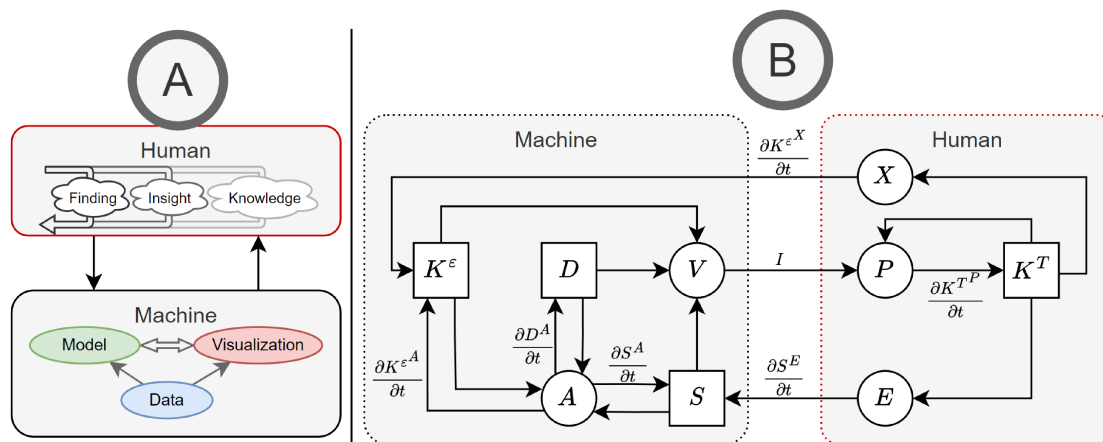 A
Human
Finding
Insight
Knowledge
Machine
Model
Visualization
Data
B
Machine
Human
∂K^{ε^X}/∂t
X
K^ε
D
V
I
P
K^T
∂K^{T^P}/∂t
∂K^{ε^A}/∂t
∂D^A/∂t
∂S^A/∂t
A
S
∂S^E/∂t
E